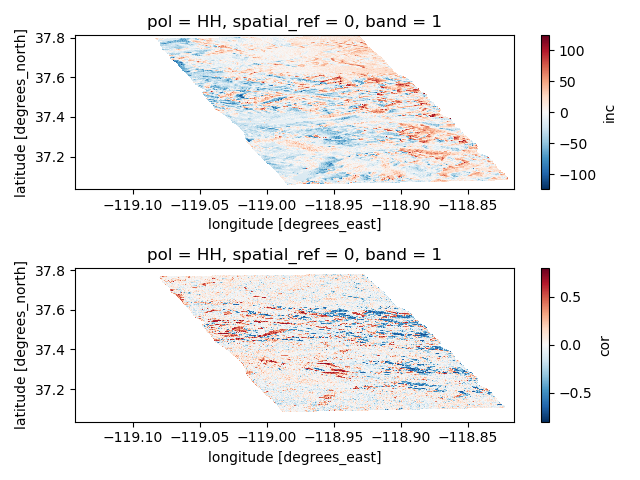 pol = HH, spatial_ref = 0, band = 1
37.8
37.6
37.4
37.2
latitude [degrees_north]
−119.10 −119.05 −119.00 −118.95 −118.90 −118.85
longitude [degrees_east]
100
50
0
−50
−100
inc
pol = HH, spatial_ref = 0, band = 1
37.8
37.6
37.4
37.2
latitude [degrees_north]
−119.10 −119.05 −119.00 −118.95 −118.90 −118.85
longitude [degrees_east]
0.5
0.0
−0.5
cor